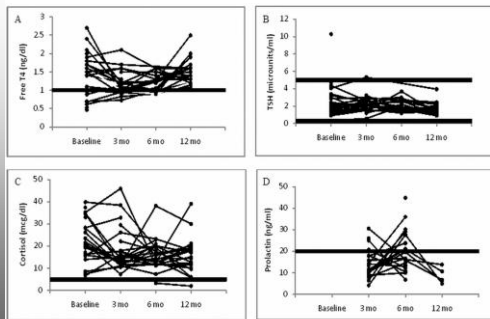 A
Free T4 (ng/dl)
3
2.5
2
1.5
1
0.5
0
Baseline 3 mo 6 mo 12 mo
B
TSH (microunits/ml)
12
10
8
6
4
2
0
Baseline 3 mo 6 mo 12 mo
C
Cortisol (mcg/dl)
50
40
30
20
10
0
Baseline 3 mo 6 mo 12 mo
D
Prolactin (ng/ml)
50
40
30
20
10
0
Baseline 3 mo 6 mo 12 mo